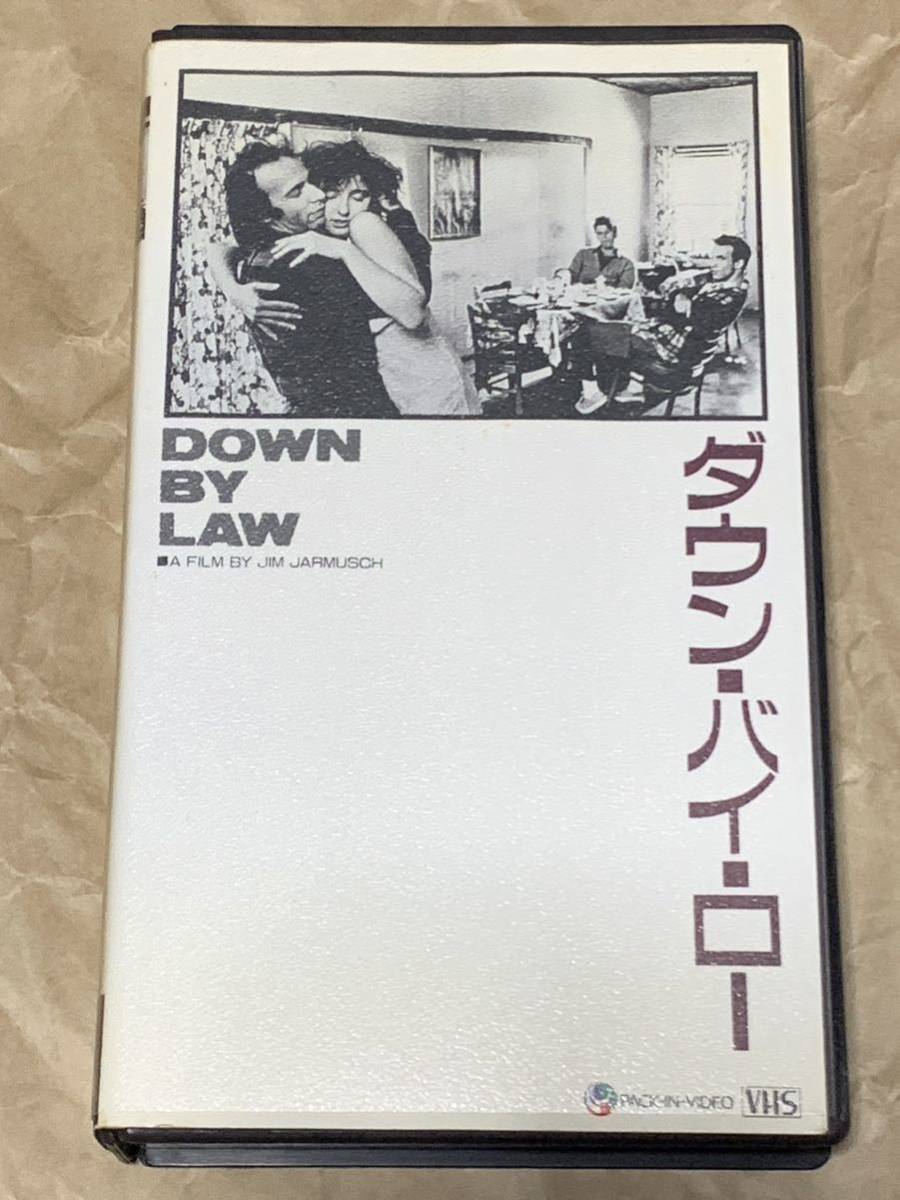 DOWN
BY
LAW
■A FILM BY JIM JARMUSCH
ダウン・バイ・ロー
PACK-IN-VIDEO
VHS